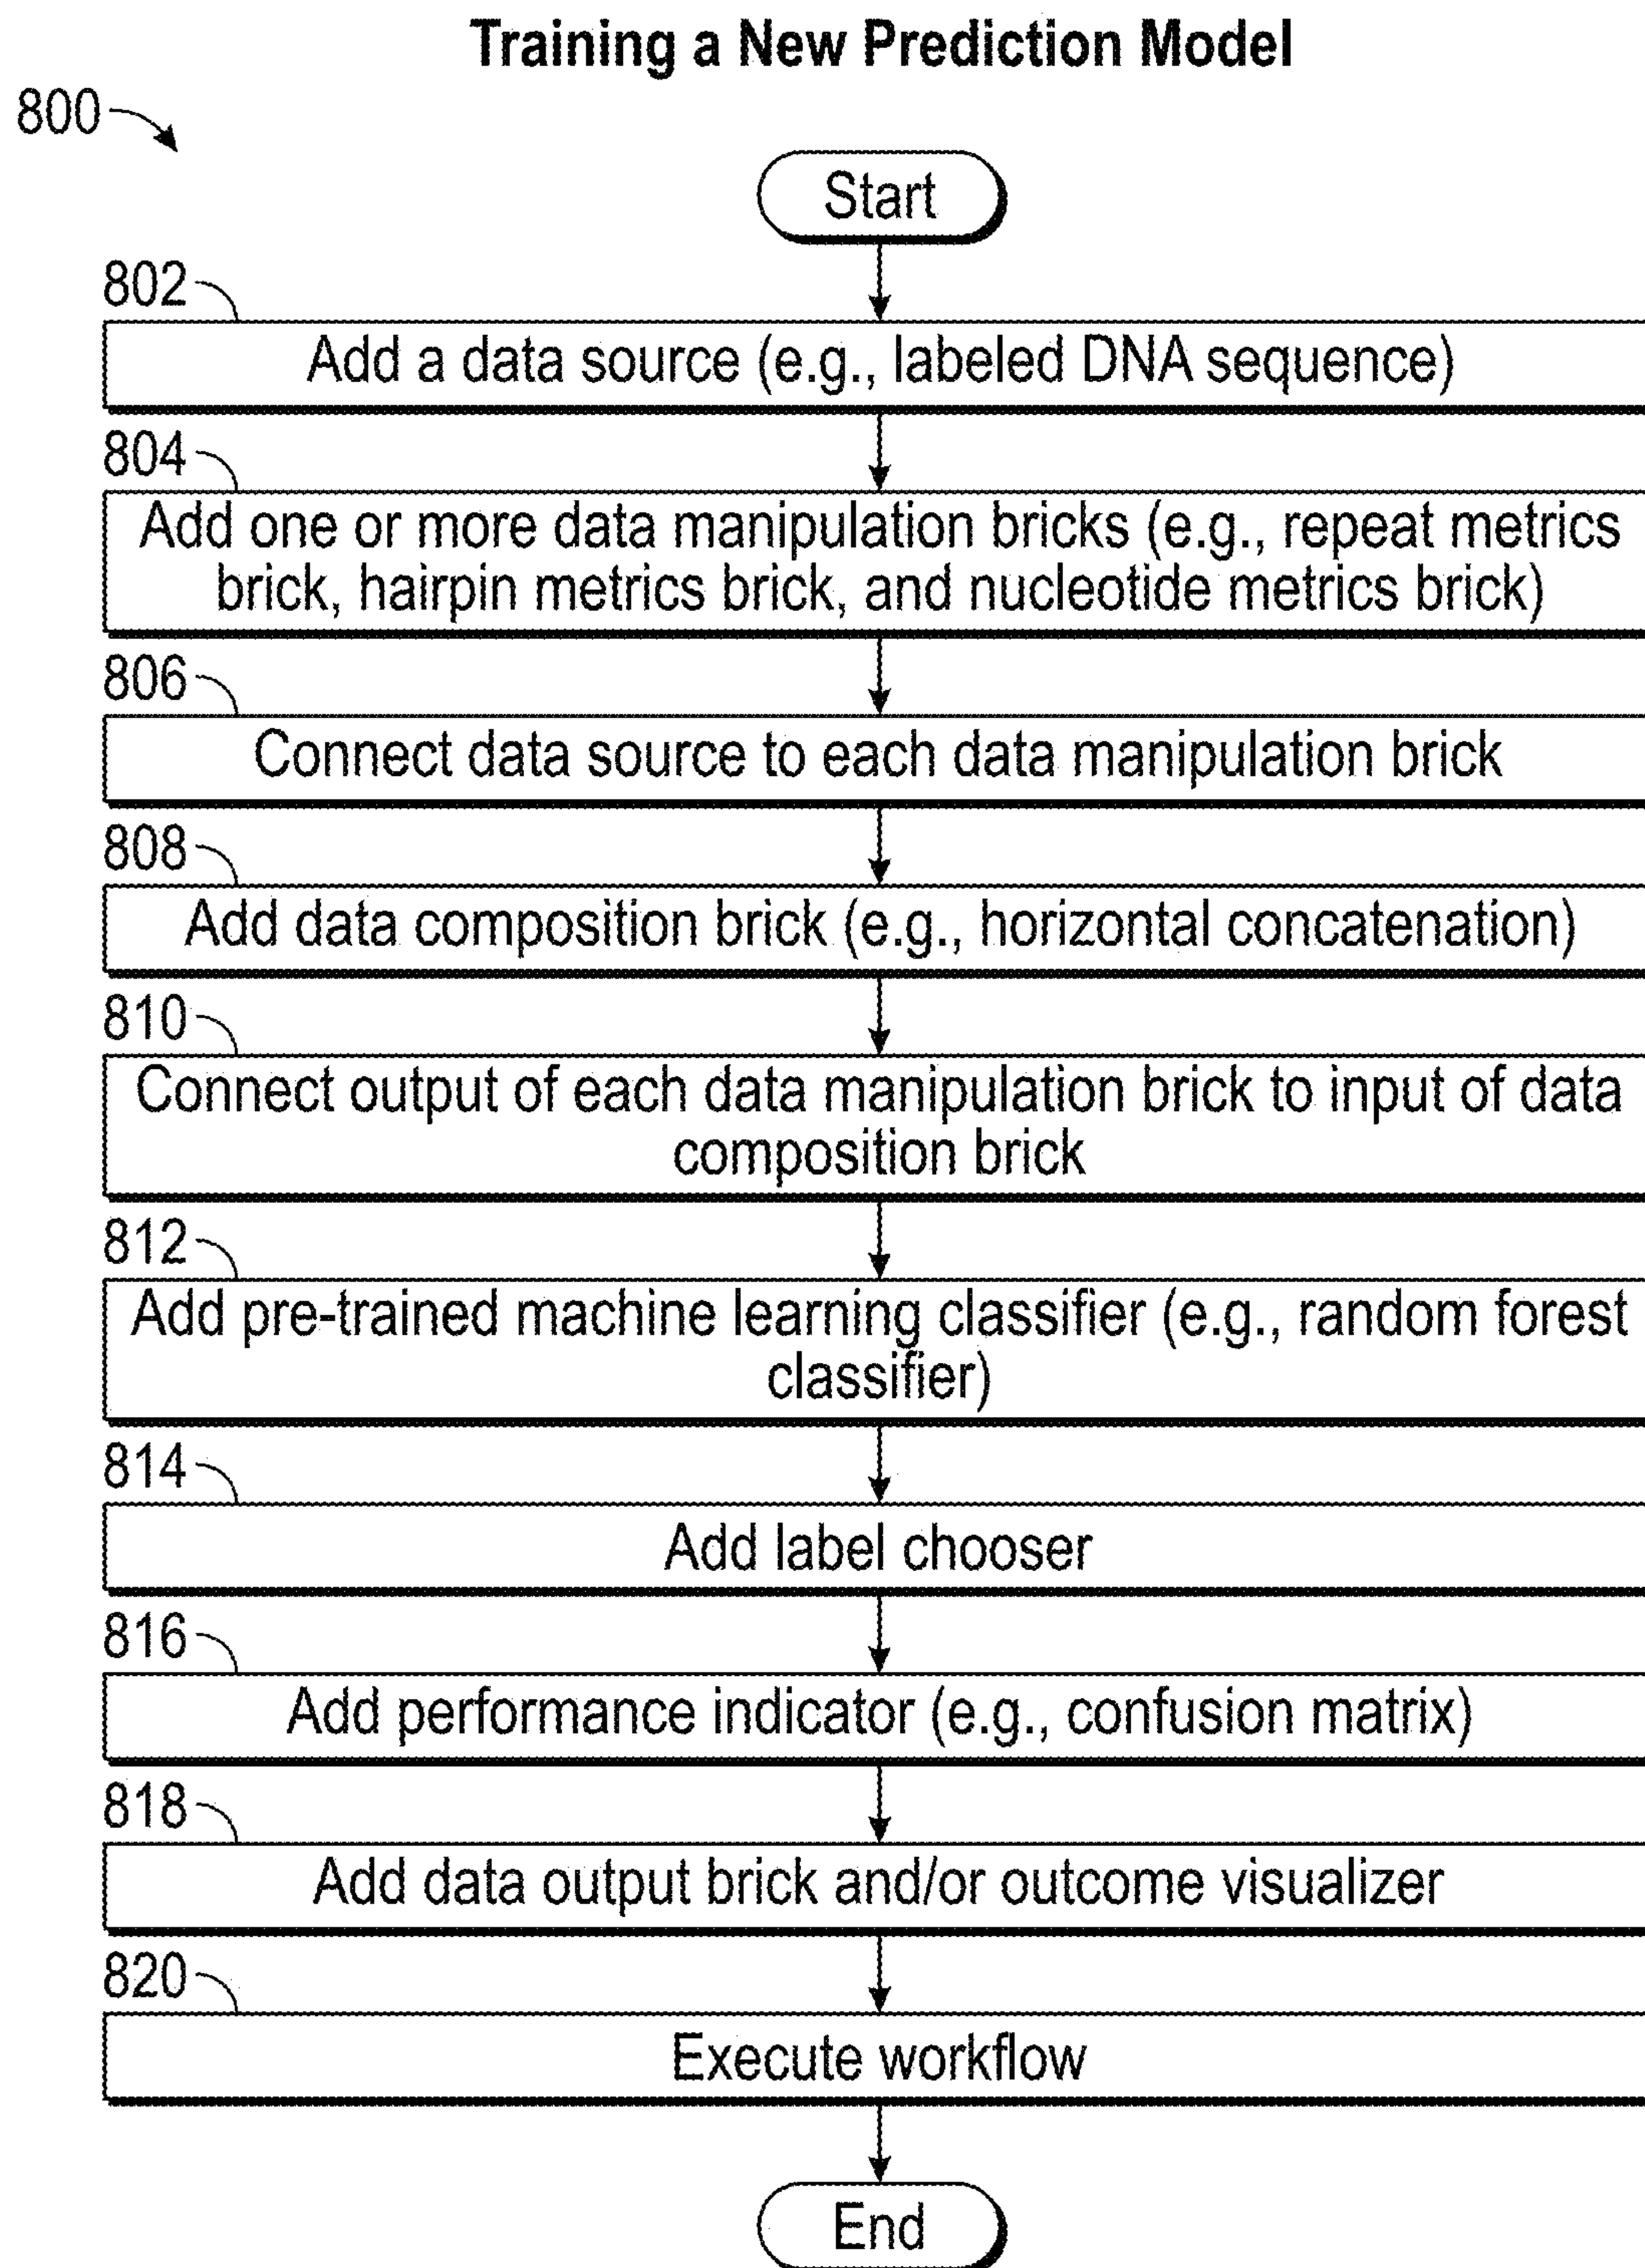 Training a New Prediction Model
800
Start
802
Add a data source (e.g., labeled DNA sequence)
804
Add one or more data manipulation bricks (e.g., repeat metrics
brick, hairpin metrics brick, and nucleotide metrics brick)
806
Connect data source to each data manipulation brick
808
Add data composition brick (e.g., horizontal concatenation)
810
Connect output of each data manipulation brick to input of data
composition brick
812
Add pre-trained machine learning classifier (e.g., random forest
classifier)
814
Add label chooser
816
Add performance indicator (e.g., confusion matrix)
818
Add data output brick and/or outcome visualizer
820
Execute workflow
End